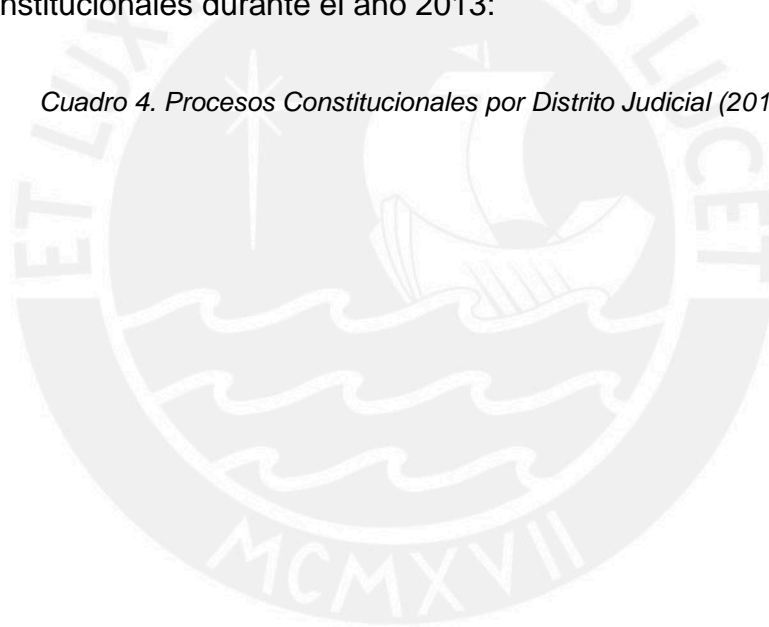 nstitucionales durante el año 2013:
Cuadro 4. Procesos Constitucionales por Distrito Judicial (201
ET LUX
LUCET
MCMXVII